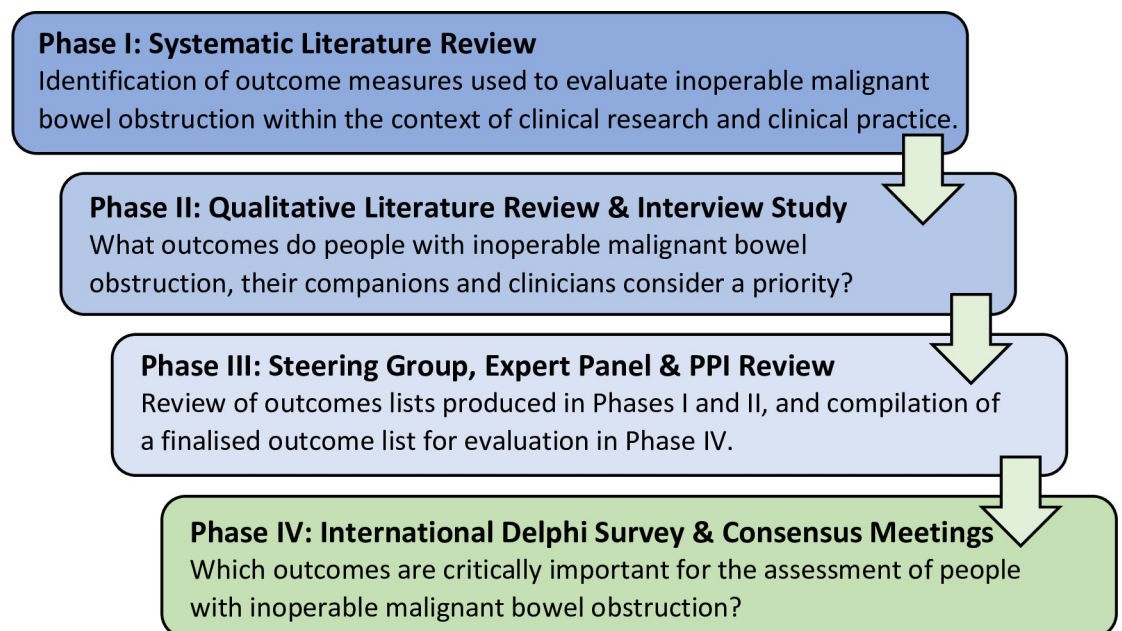 Phase I: Systematic Literature Review
Identification of outcome measures used to evaluate inoperable malignant
bowel obstruction within the context of clinical research and clinical practice.
Phase II: Qualitative Literature Review & Interview Study
What outcomes do people with inoperable malignant bowel
obstruction, their companions and clinicians consider a priority?
Phase III: Steering Group, Expert Panel & PPI Review
Review of outcomes lists produced in Phases I and II, and compilation of
a finalised outcome list for evaluation in Phase IV.
Phase IV: International Delphi Survey & Consensus Meetings
Which outcomes are critically important for the assessment of people
with inoperable malignant bowel obstruction?